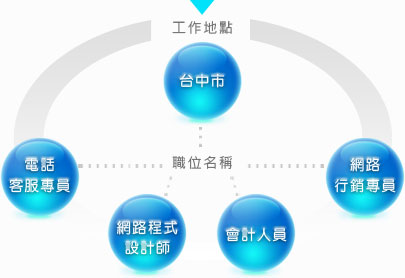 工作地點
台中市
職位名稱
電話
客服專員
網路
行銷專員
網路程式
設計師
會計人員